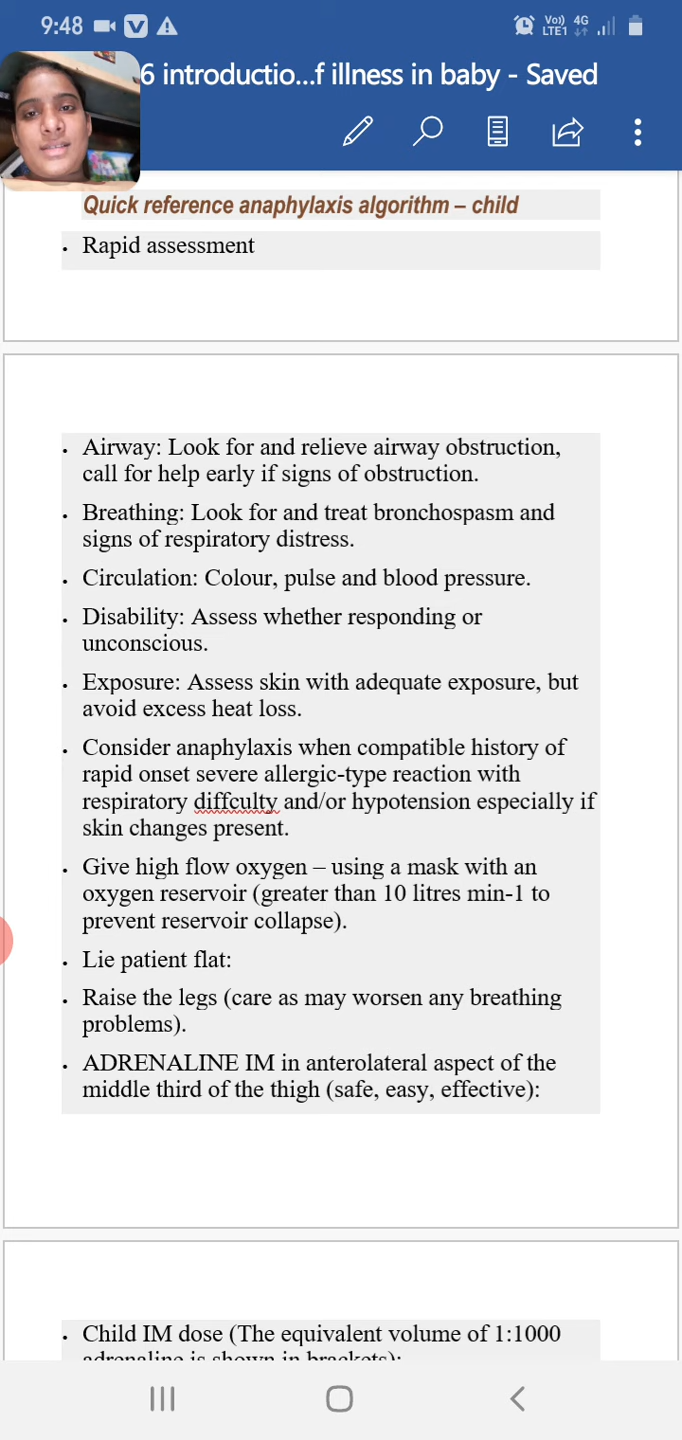 9:48
Vo)) 4G
LTE1
6 introductio...f illness in baby - Saved
Quick reference anaphylaxis algorithm – child
• Rapid assessment
• Airway: Look for and relieve airway obstruction,
call for help early if signs of obstruction.
• Breathing: Look for and treat bronchospasm and
signs of respiratory distress.
• Circulation: Colour, pulse and blood pressure.
• Disability: Assess whether responding or
unconscious.
• Exposure: Assess skin with adequate exposure, but
avoid excess heat loss.
• Consider anaphylaxis when compatible history of
rapid onset severe allergic-type reaction with
respiratory diffculty and/or hypotension especially if
skin changes present.
• Give high flow oxygen – using a mask with an
oxygen reservoir (greater than 10 litres min-1 to
prevent reservoir collapse).
• Lie patient flat:
• Raise the legs (care as may worsen any breathing
problems).
• ADRENALINE IM in anterolateral aspect of the
middle third of the thigh (safe, easy, effective):
• Child IM dose (The equivalent volume of 1:1000
adrenaline is shown in brackets):